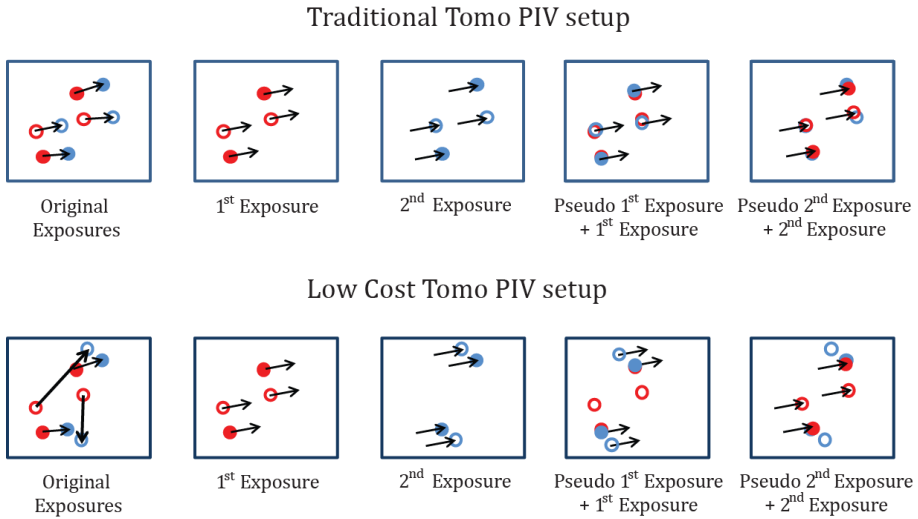 Traditional Tomo PIV setup
Original
Exposures
1st Exposure
2nd Exposure
Pseudo 1st Exposure
+ 1st Exposure
Pseudo 2nd Exposure
+ 2nd Exposure
Low Cost Tomo PIV setup
Original
Exposures
1st Exposure
2nd Exposure
Pseudo 1st Exposure
+ 1st Exposure
Pseudo 2nd Exposure
+ 2nd Exposure